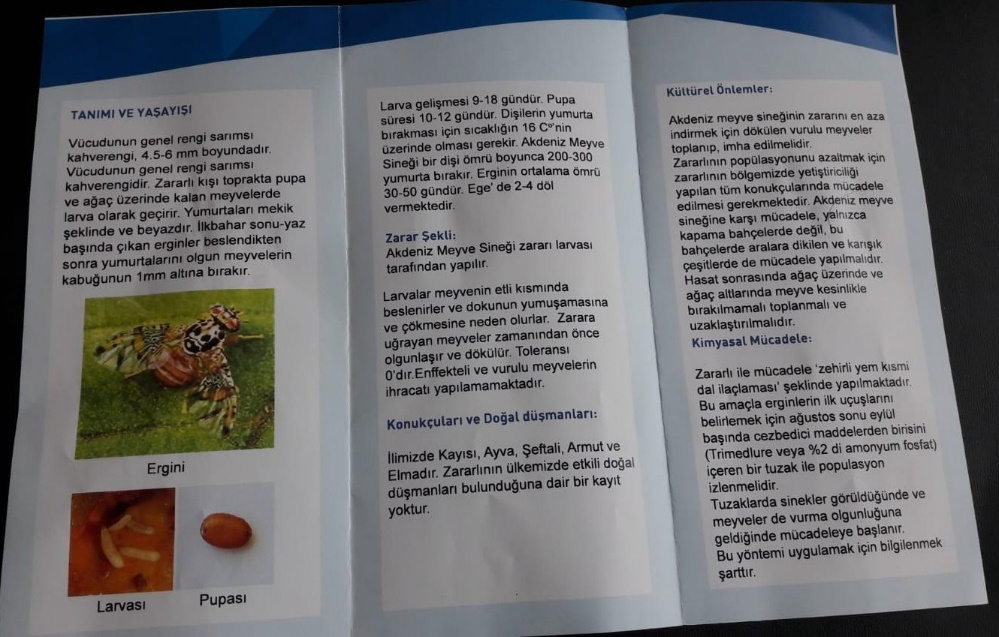 TANIMI VE YAŞAYIŞI
Vücudunun genel rengi sarımsı
kahverengi, 4.5-6 mm boyundadır.
Vücudunun genel rengi sarımsı
kahverengidir. Zararlı kışı toprakta pupa
ve ağaç üzerinde kalan meyvelerde
larva olarak geçirir. Yumurtaları mekik
şeklinde ve beyazdır. İlkbahar sonu-yaz
başında çıkan erginler beslendikten
sonra yumurtalarını olgun meyvelerin
kabuğunun 1mm altına bırakır.
Ergini
Larvası
Pupası
Larva gelişmesi 9-18 gündür. Pupa
süresi 10-12 gündür. Dişilerin yumurta
bırakması için sıcaklığın 16 Cº'nin
üzerinde olması gerekir. Akdeniz Meyve
Sineği bir dişi ömrü boyunca 200-300
yumurta bırakır. Erginin ortalama ömrü
30-50 gündür. Ege' de 2-4 döl
vermektedir.
Zarar Şekli:
Akdeniz Meyve Sineği zararı larvası
tarafından yapılır.
Larvalar meyvenin etli kısmında
beslenirler ve dokunun yumuşamasına
ve çökmesine neden olurlar. Zarara
uğrayan meyveler zamanından önce
olgunlaşır ve dökülür. Toleransı
0'dır.Enffekteli ve vurulu meyvelerin
ihracatı yapılamamaktadır.
Konukçuları ve Doğal düşmanları:
İlimizde Kayısı, Ayva, Şeftali, Armut ve
Elmadır. Zararlının ülkemizde etkili doğal
düşmanları bulunduğuna dair bir kayıt
yoktur.
Kültürel Önlemler:
Akdeniz meyve sineğinin zararını en aza
indirmek için dökülen vurulu meyveler
toplanıp, imha edilmelidir.
Zararlının popülasyonunu azaltmak için
zararlının bölgemizde yetiştiriciliği
yapılan tüm konukçularında mücadele
edilmesi gerekmektedir. Akdeniz meyve
sineğine karşı mücadele, yalnızca
kapama bahçelerde değil, bu
bahçelerde aralara dikilen ve karışık
çeşitlerde de mücadele yapılmalıdır.
Hasat sonrasında ağaç üzerinde ve
ağaç altlarında meyve kesinlikle
bırakılmamalı toplanmalı ve
uzaklaştırılmalıdır.
Kimyasal Mücadele:
Zararlı ile mücadele 'zehirli yem kısmi
dal ilaçlaması' şeklinde yapılmaktadır.
Bu amaçla erginlerin ilk uçuşlarını
belirlemek için ağustos sonu eylül
başında cezbedici maddelerden birisini
(Trimedlure veya %2 di amonyum fosfat)
içeren bir tuzak ile populasyon
izlenmelidir.
Tuzaklarda sinekler görüldüğünde ve
meyveler de vurma olgunluğuna
geldiğinde mücadeleye başlanır.
Bu yöntemi uygulamak için bilgilenmek
şarttır.